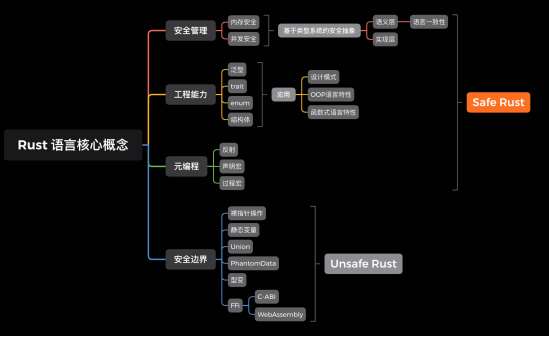 Rust 语言核心概念
安全管理
内存安全
并发安全
基于类型系统的安全抽象
语义层
语言一致性
实现层
工程能力
泛型
trait
enum
结构体
应用
设计模式
OOP语言特性
函数式语言特性
Safe Rust
元编程
反射
声明宏
过程宏
安全边界
裸指针操作
静态变量
Union
PhantomData
型变
FFi
C-ABI
WebAssembly
Unsafe Rust